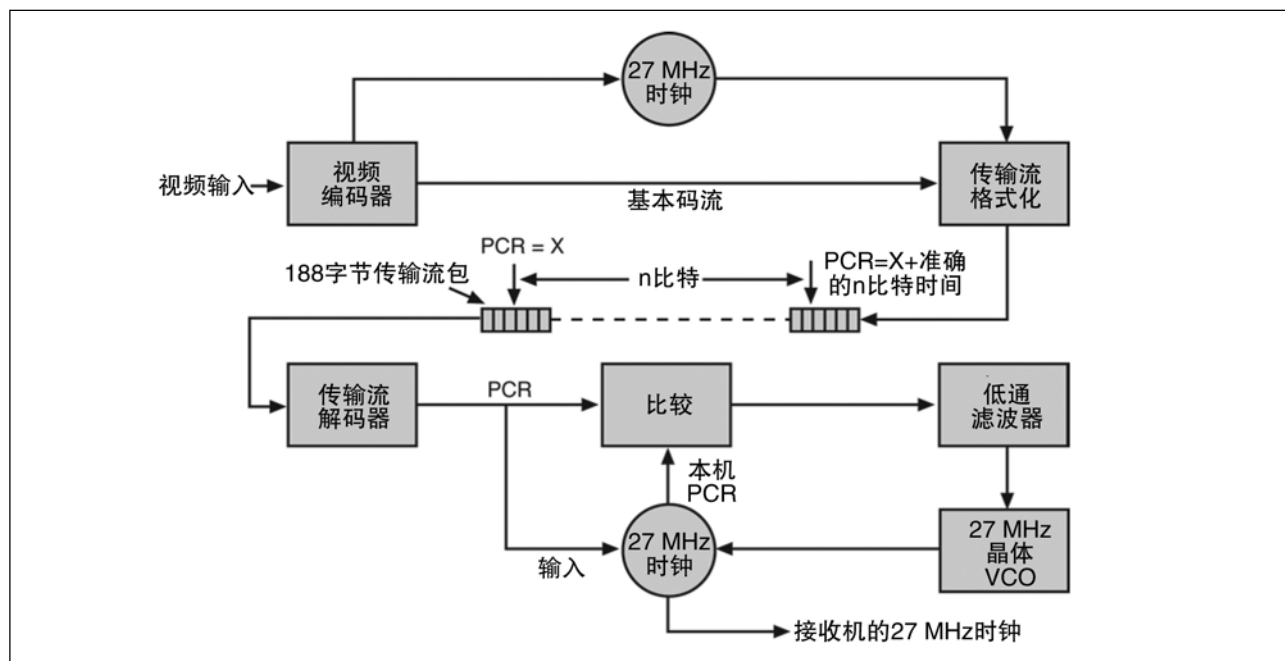 27 MHz
时钟
视频输入
视频
编码器
基本码流
传输流
格式化
188字节传输流包
PCR = X
n比特
PCR=X+准确
的n比特时间
传输流
解码器
PCR
比较
低通
滤波器
本机
PCR
输入
27 MHz
时钟
27 MHz
晶体
VCO
接收机的27 MHz时钟